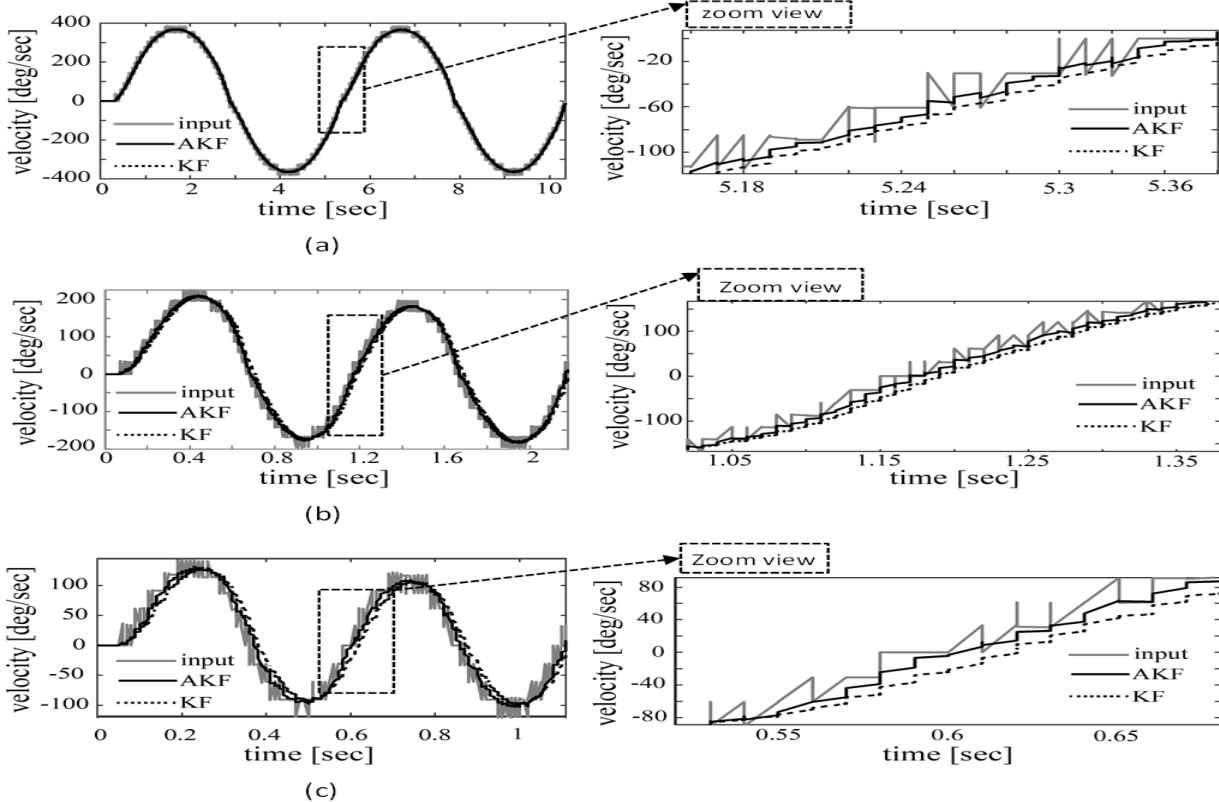 zoom view
velocity [deg/sec]
400
200
0
-200
-400
input
AKF
KF
0
2
4
6
8
10
time [sec]
velocity [deg/sec]
-20
-60
-100
input
AKF
KF
5.18
5.24
5.3
5.36
time [sec]
(a)
Zoom view
velocity [deg/sec]
200
100
0
-100
-200
input
AKF
KF
0
0.4
0.8
1.2
1.6
2
time [sec]
velocity [deg/sec]
100
0
-100
input
AKF
KF
1.05
1.15
1.25
1.35
time [sec]
(b)
Zoom view
velocity [deg/sec]
100
50
0
-50
-100
input
AKF
KF
0
0.2
0.4
0.6
0.8
1
time [sec]
velocity [deg/sec]
80
40
0
-40
-80
input
AKF
KF
0.55
0.6
0.65
time [sec]
(c)